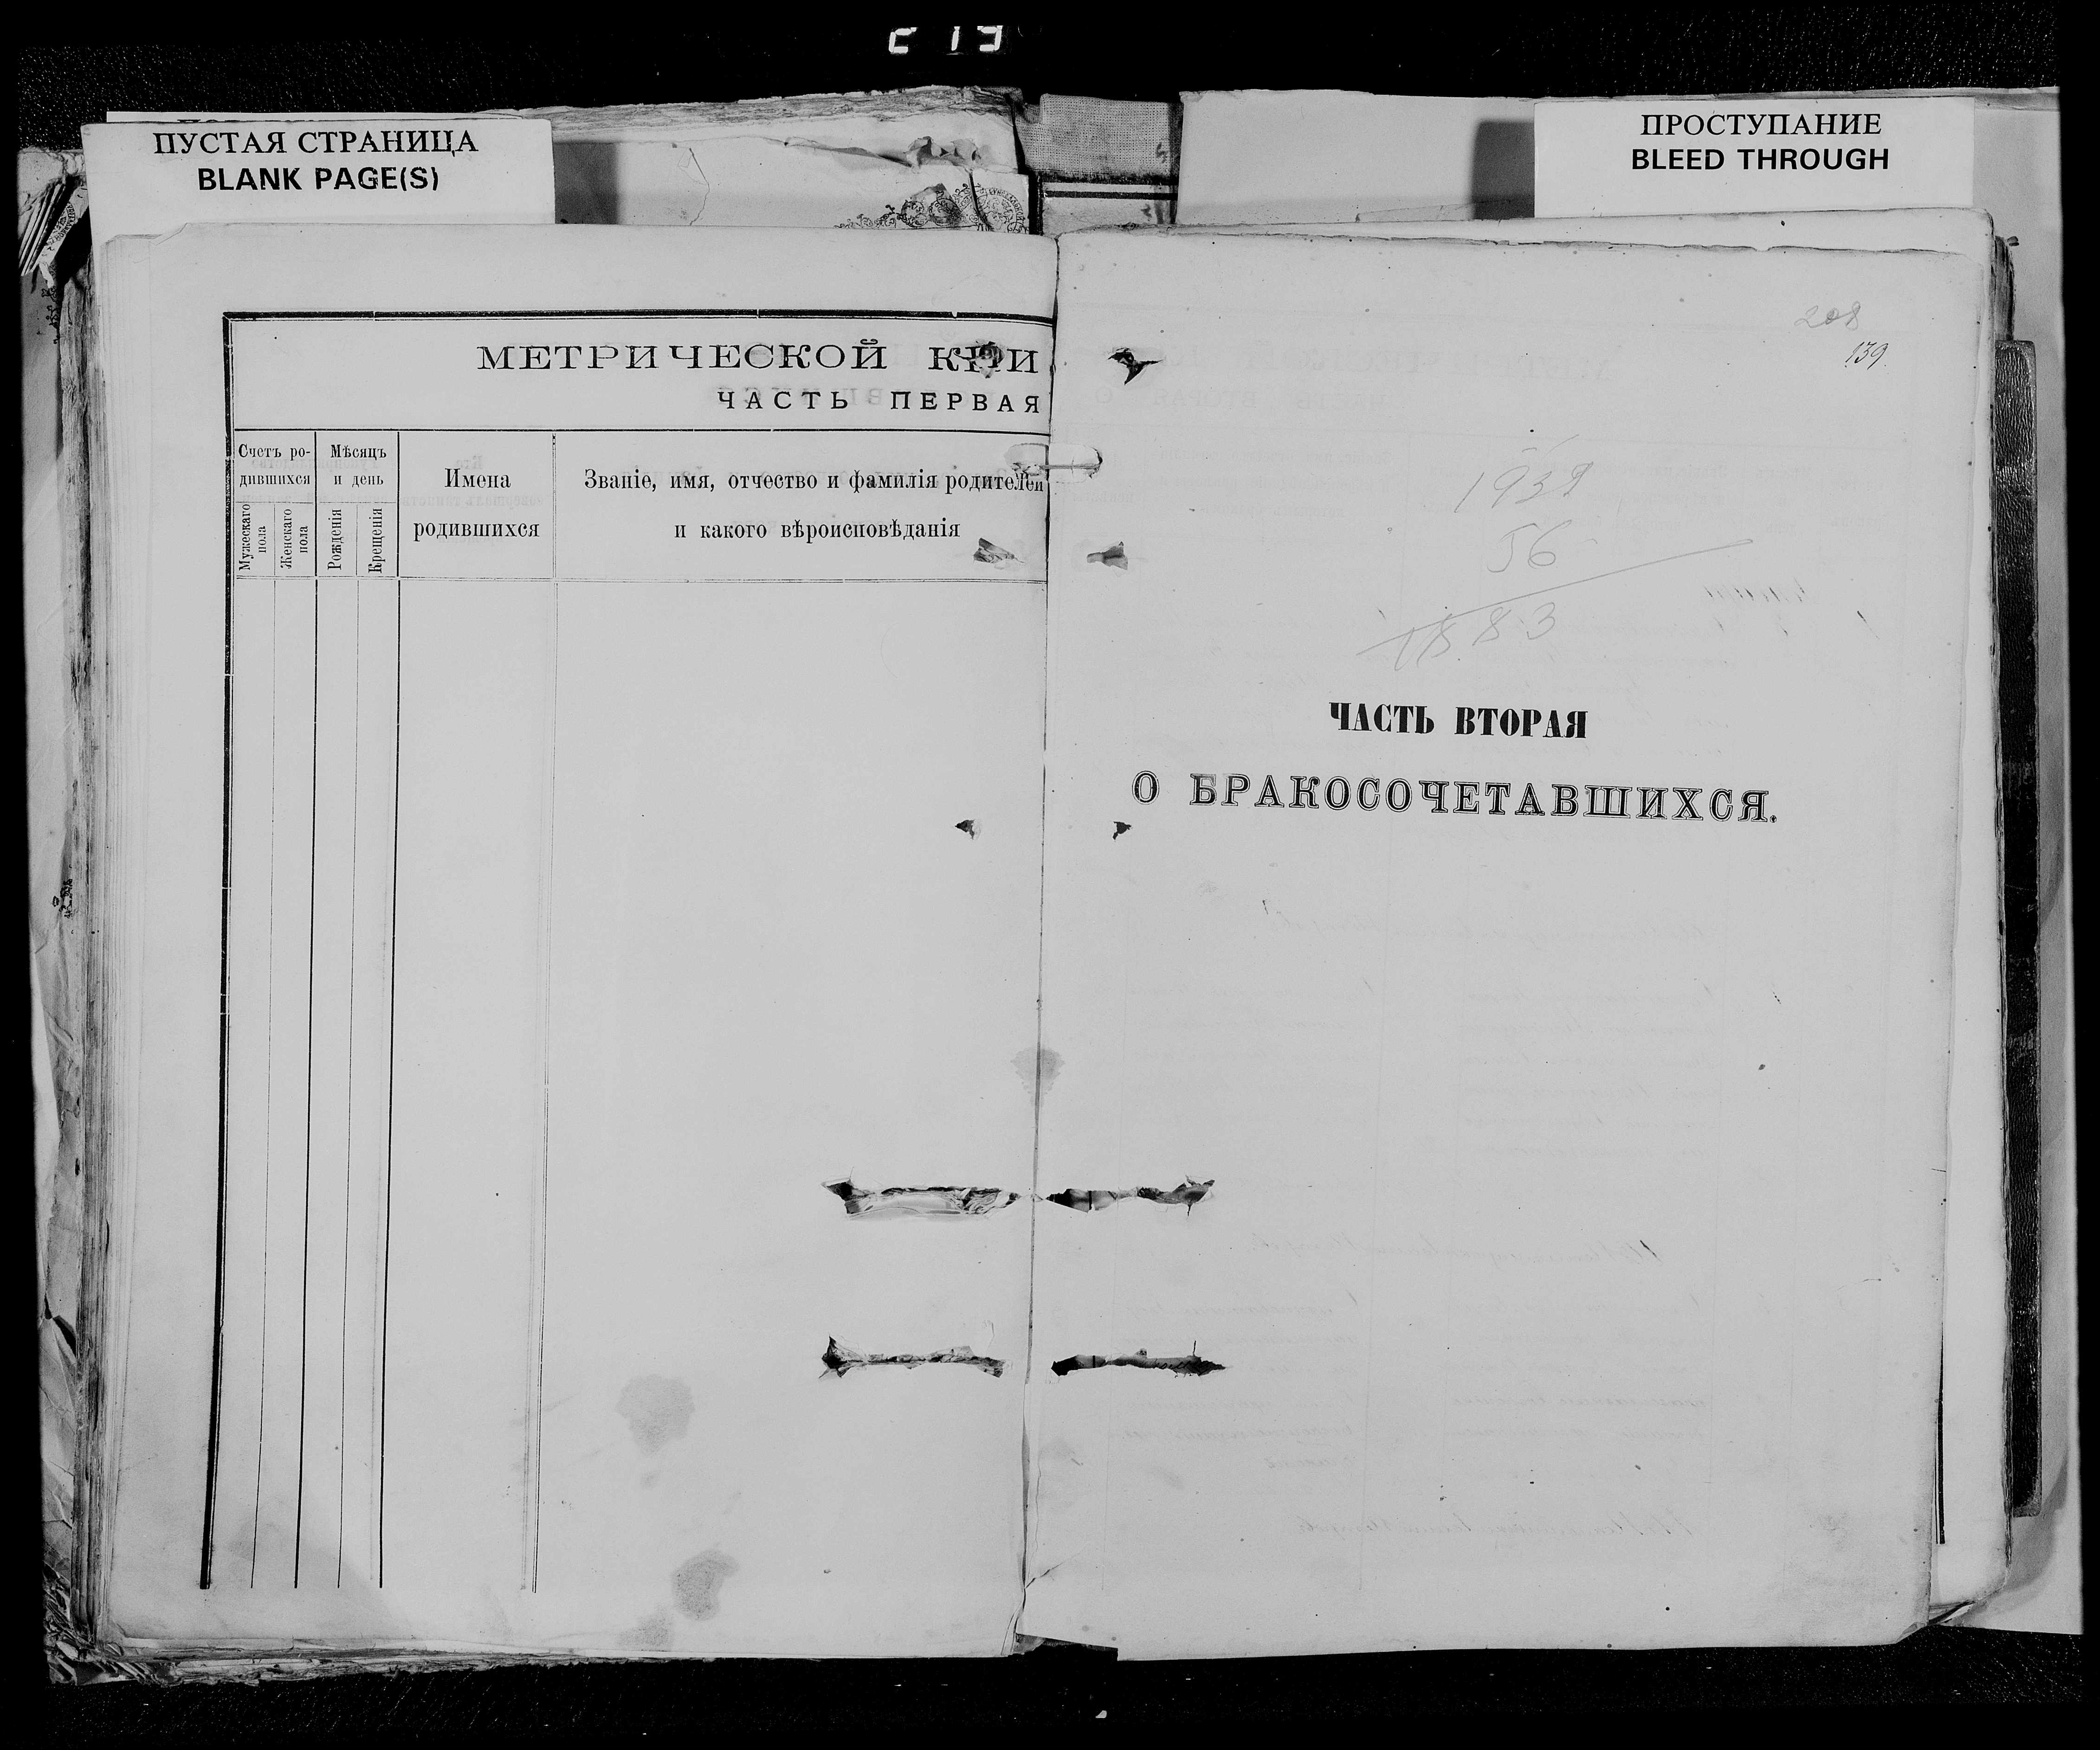 C 13
ПУСТАЯ СТРАНИЦА
BLANK PAGE(S)
ПРОСТУПАНИЕ
BLEED THROUGH
МЕТРИЧЕСКОЙ КНИ
ЧАСТЬ ПЕРВАЯ
Счетъ ро-
дившихся
Мужескаго
пола
Женскаго
пола
Мѣсяцъ
и день
Рожденія
Крещенія
Имена
родившихся
Званіе, имя, отчество и фамилія родителей
и какого вѣроисповѣданія
208
139
1939
56
1883
ЧАСТЬ ВТОРАЯ
О БРАКОСОЧЕТАВШИХСЯ.